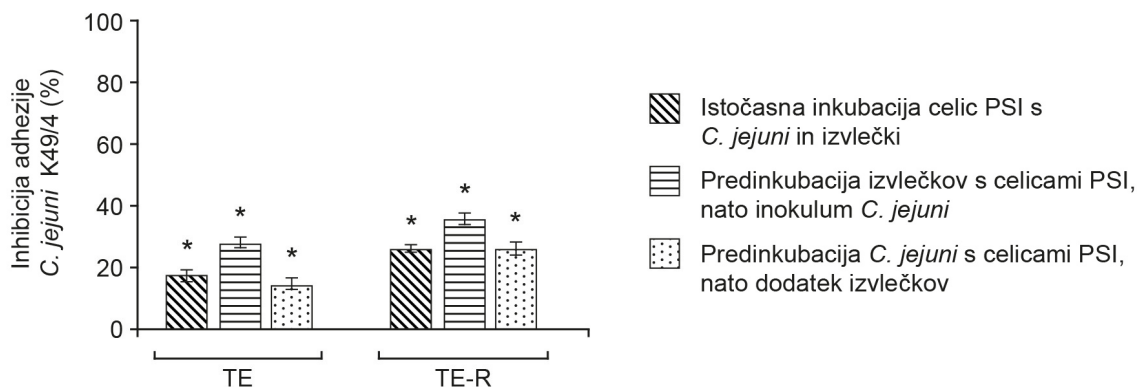 Inhibicija adhezije
C. jejuni K49/4 (%)
100
80
60
40
20
0
*
*
*
*
*
*
TE
TE-R
Istočasna inkubacija celic PSI s
C. jejuni in izvlečki
Predinkubacija izvlečkov s celicami PSI,
nato inokulum C. jejuni
Predinkubacija C. jejuni s celicami PSI,
nato dodatek izvlečkov